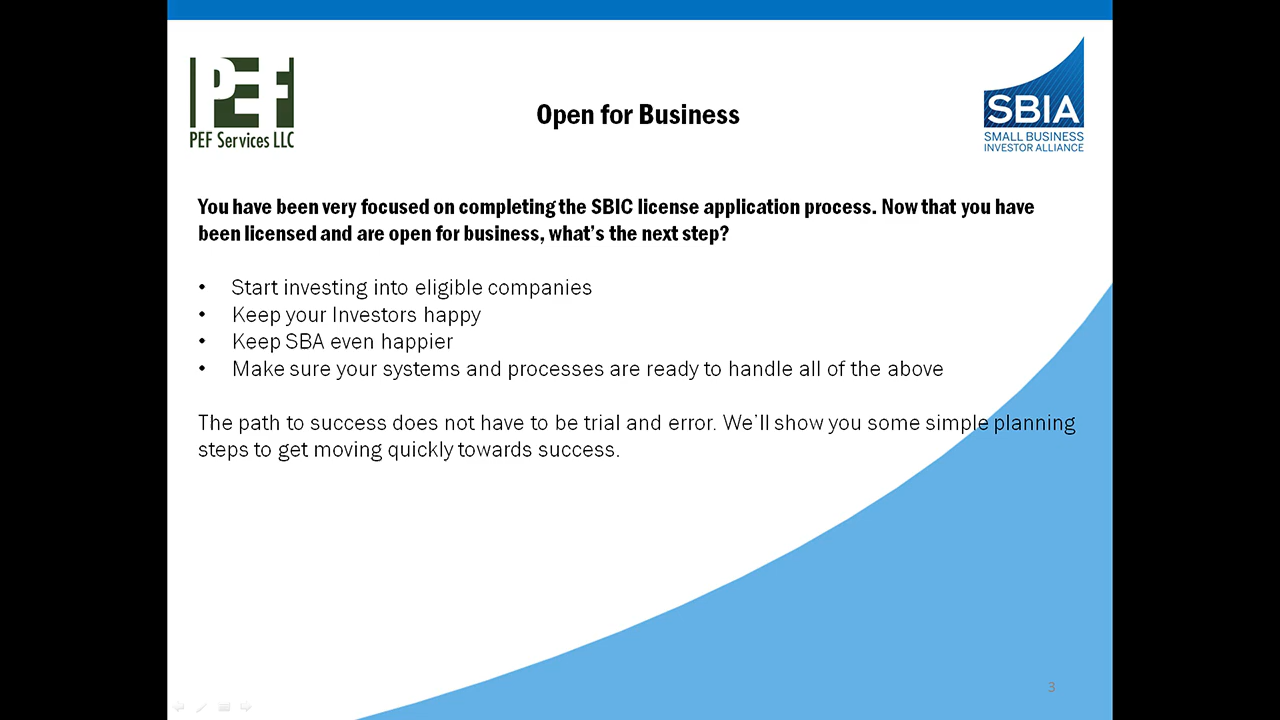 PEF
PEF Services LLC
Open for Business
SBIA
SMALL BUSINESS
INVESTOR ALLIANCE
You have been very focused on completing the SBIC license application process. Now that you have
been licensed and are open for business, what's the next step?
• Start investing into eligible companies
• Keep your Investors happy
• Keep SBA even happier
• Make sure your systems and processes are ready to handle all of the above
The path to success does not have to be trial and error. We'll show you some simple planning
steps to get moving quickly towards success.
3